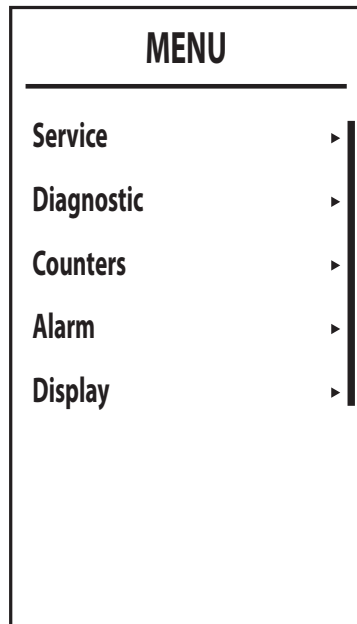 MENU
Service
Diagnostic
Counters
Alarm
Display